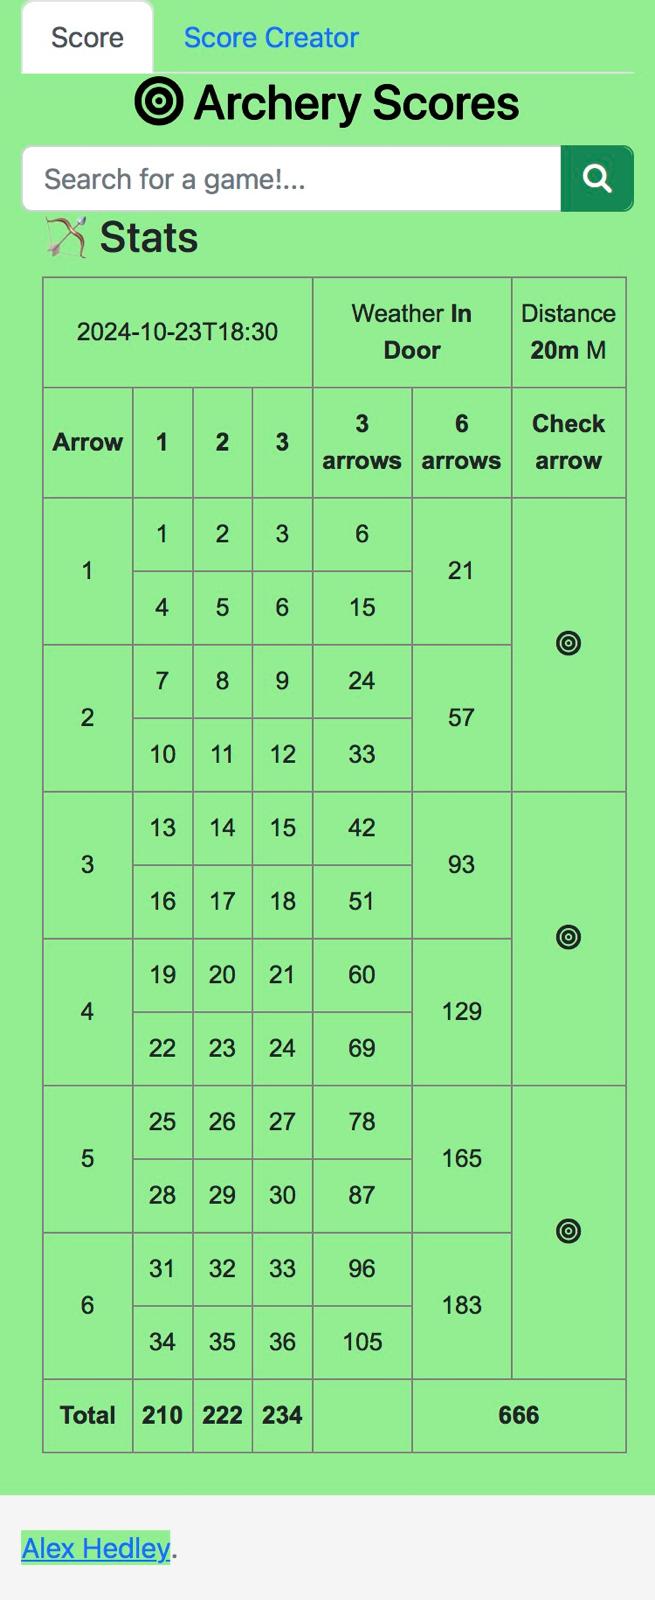 Score Score Creator
Archery Scores
Search for a game!...
Stats
2024-10-23T18:30 Weather In Door Distance 20m M
Arrow 1 2 3 3 arrows 6 arrows Check arrow
1 1 2 3 6 21
4 5 6 15
2 7 8 9 24 57
10 11 12 33
3 13 14 15 42 93
16 17 18 51
4 19 20 21 60 129
22 23 24 69
5 25 26 27 78 165
28 29 30 87
6 31 32 33 96 183
34 35 36 105
Total 210 222 234 666
Alex Hedley.